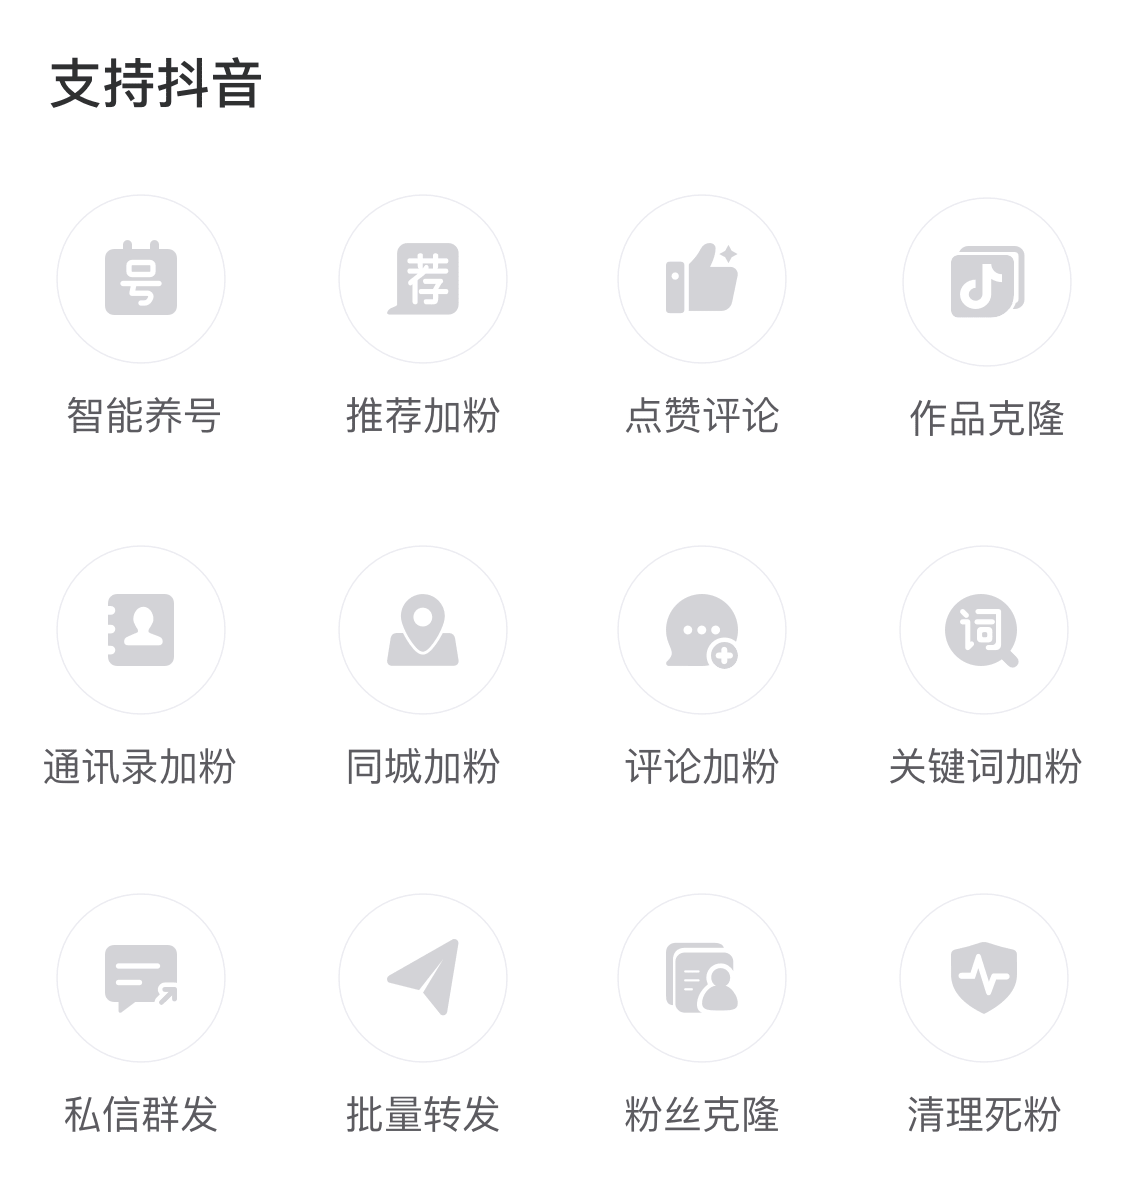 支持抖音
号
荐
智能养号
推荐加粉
点赞评论
作品克隆
词
通讯录加粉
同城加粉
评论加粉
关键词加粉
私信群发
批量转发
粉丝克隆
清理死粉